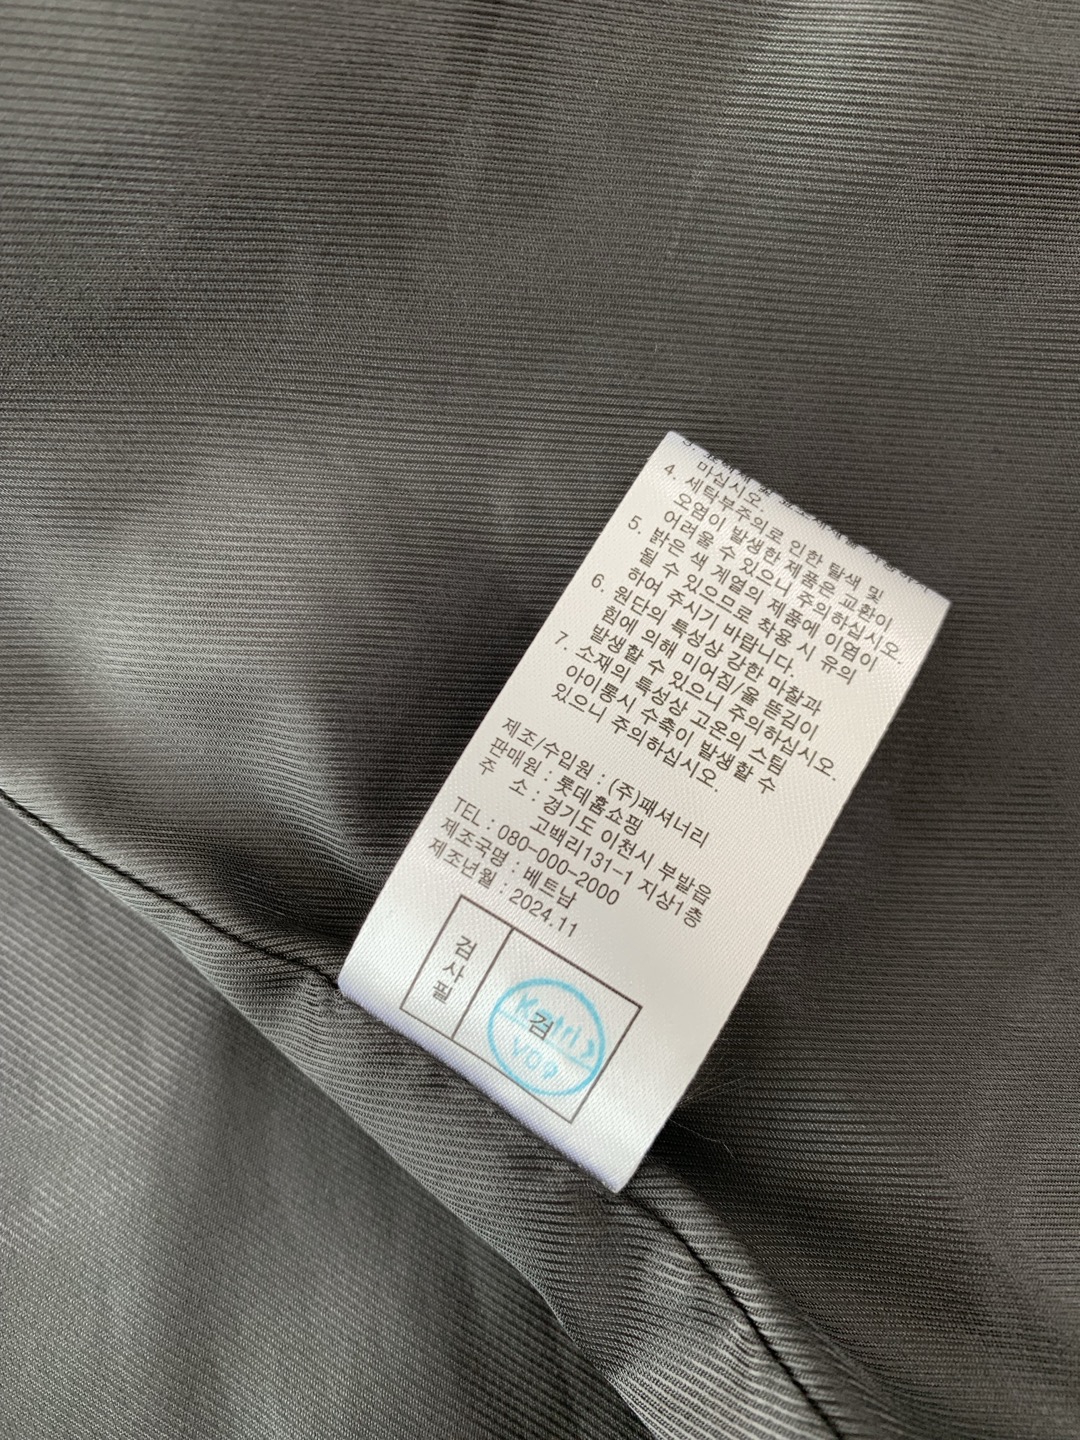 마십시오.
4. 세탁부주의로 인한 탈색 및
오염이 발생한 제품은 교환이
어려울 수 있으니 주의하십시오.
5. 밝은 색 계열의 제품에 이염이
될 수 있으므로 착용 시 유의
하여 주시기 바랍니다.
6. 원단의 특성상 강한 마찰과
힘에 의해 미어짐/올 뜯김이
발생할 수 있으니 주의하십시오.
7. 소재의 특성상 고온의 스팀
아이롱시 수축이 발생할 수
있으니 주의하십시오.
제조/수입원 : (주)패셔너리
판매원 : 롯데홈쇼핑
주 소 : 경기도 이천시 부발읍
고백리131-1 지상1층
TEL : 080-000-2000
제조국명 : 베트남
제조년월 : 2024.11
검사필
검